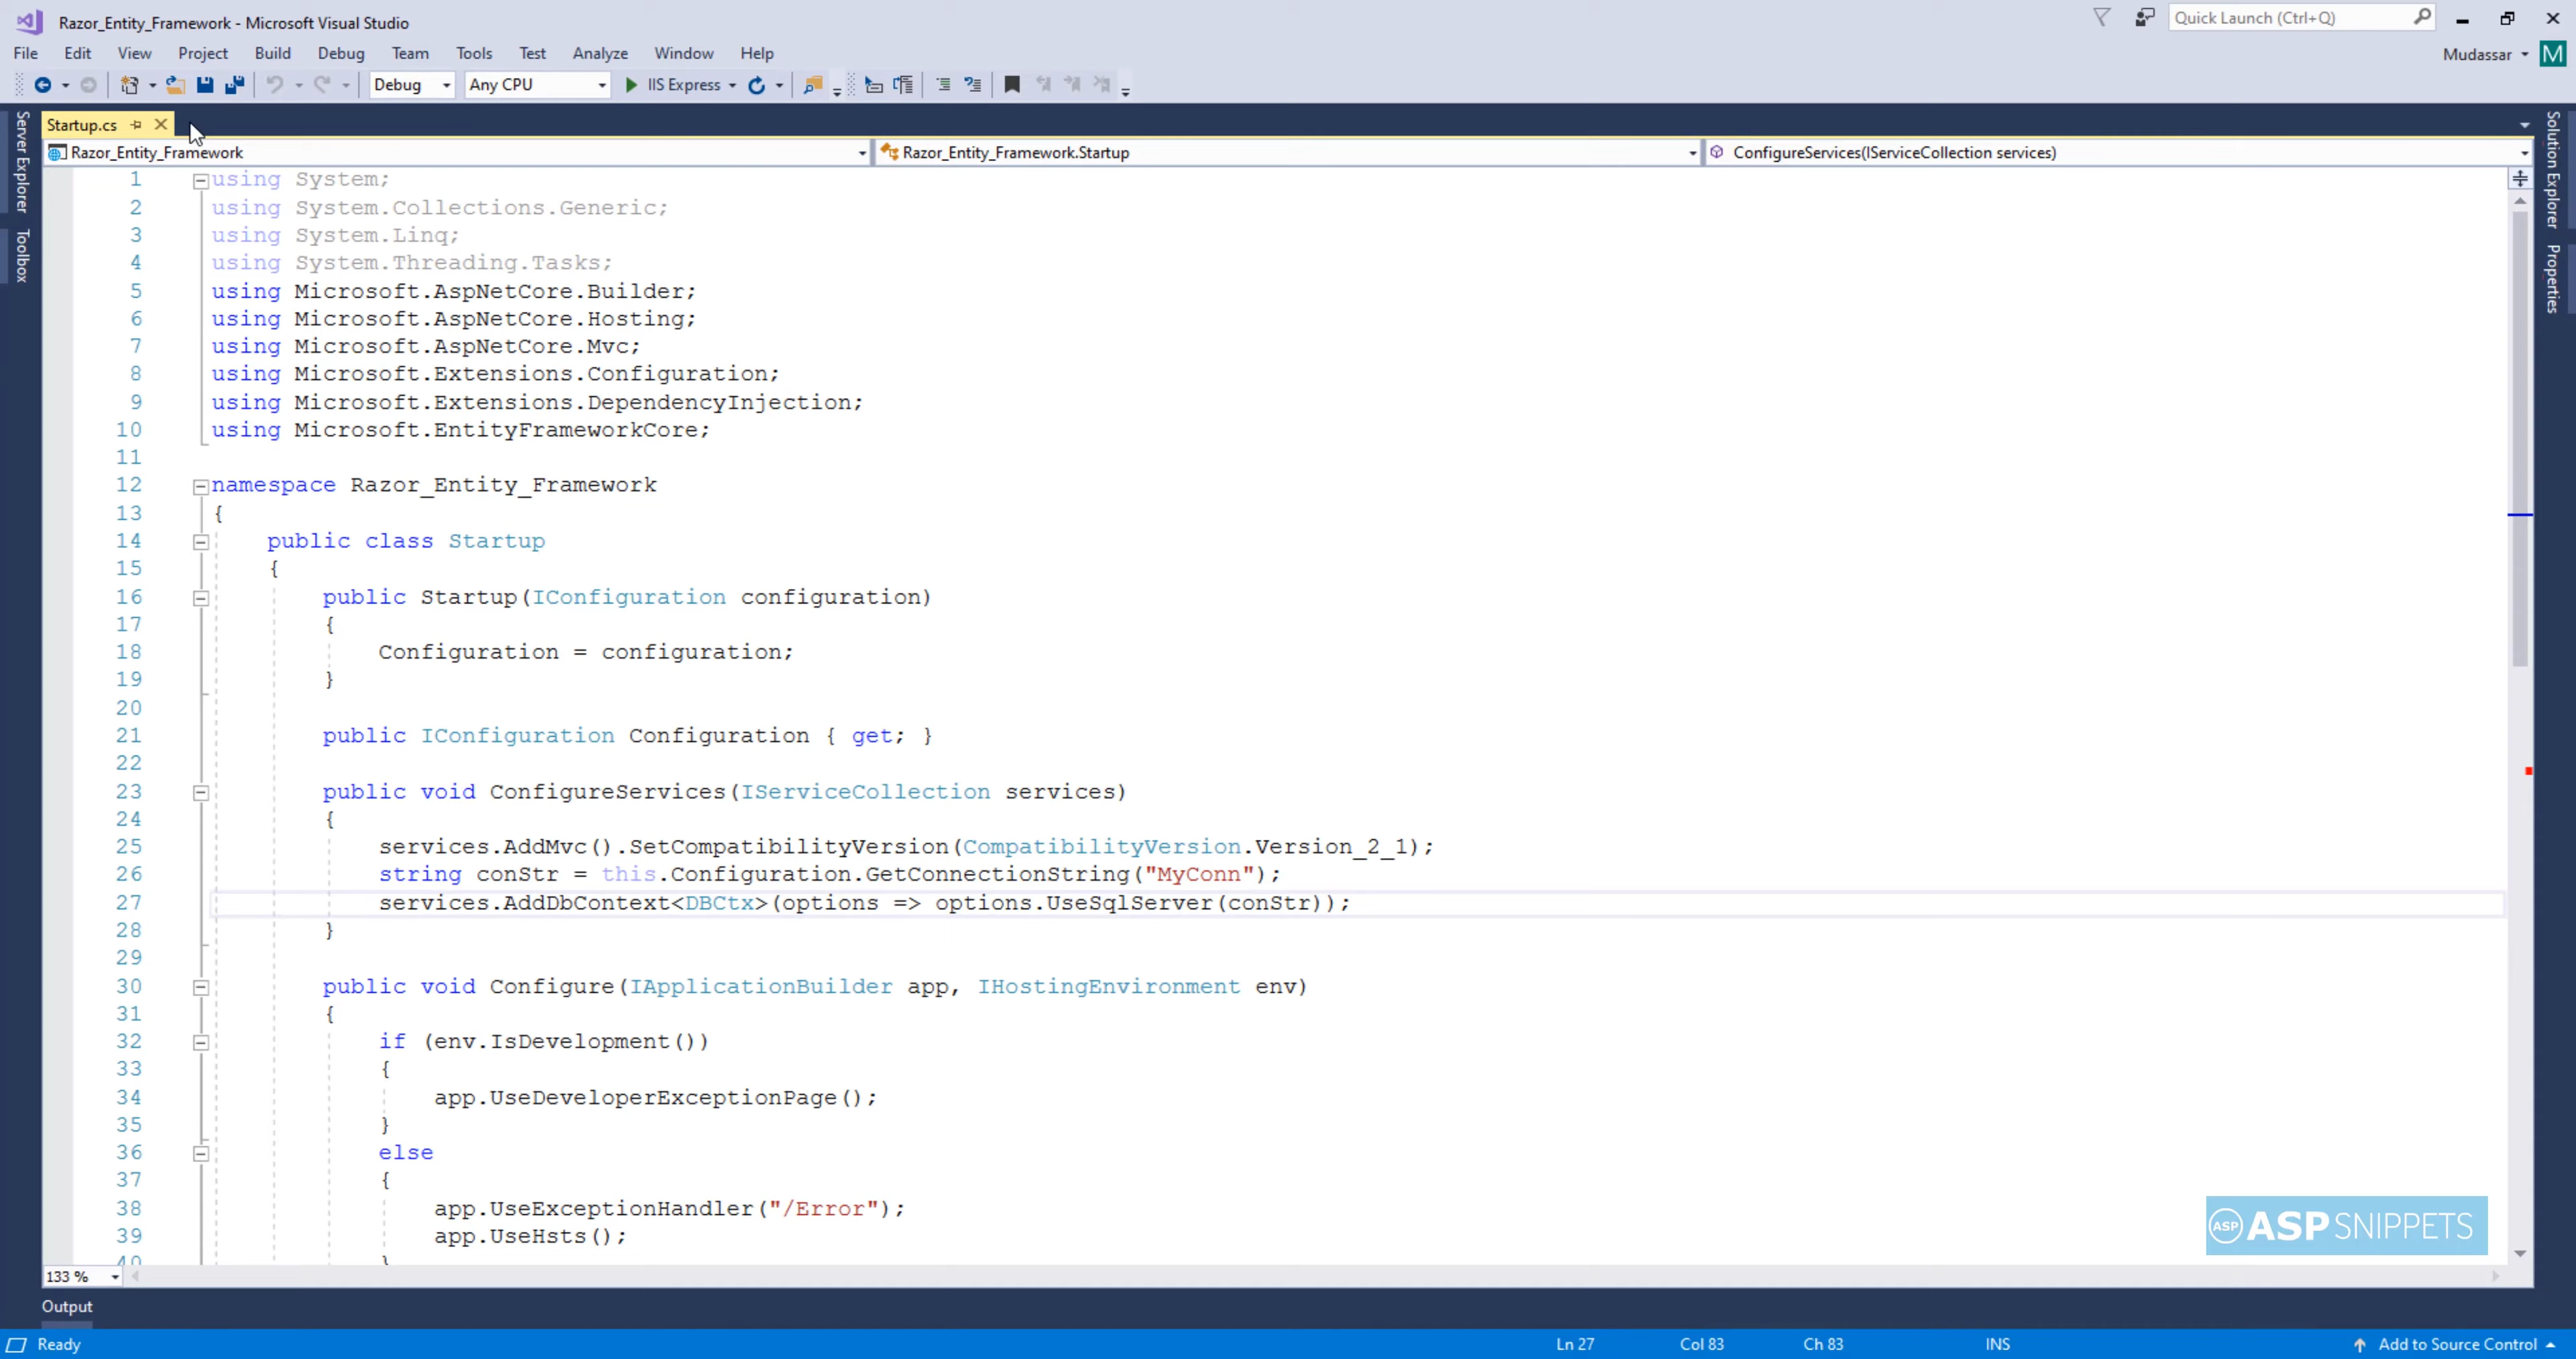 Razor_Entity_Framework - Microsoft Visual Studio
Quick Launch (Ctrl+Q)
File Edit View Project Build Debug Team Tools Test Analyze Window Help
Mudassar M
Debug Any CPU IIS Express
Startup.cs
Server Explorer
Toolbox
Solution Explorer
Properties
Razor_Entity_Framework Razor_Entity_Framework.Startup ConfigureServices(IServiceCollection services)
1 using System;
2 using System.Collections.Generic;
3 using System.Linq;
4 using System.Threading.Tasks;
5 using Microsoft.AspNetCore.Builder;
6 using Microsoft.AspNetCore.Hosting;
7 using Microsoft.AspNetCore.Mvc;
8 using Microsoft.Extensions.Configuration;
9 using Microsoft.Extensions.DependencyInjection;
10 using Microsoft.EntityFrameworkCore;
11
12 namespace Razor_Entity_Framework
13 {
14 public class Startup
15 {
16 public Startup(IConfiguration configuration)
17 {
18 Configuration = configuration;
19 }
20
21 public IConfiguration Configuration { get; }
22
23 public void ConfigureServices(IServiceCollection services)
24 {
25 services.AddMvc().SetCompatibilityVersion(CompatibilityVersion.Version_2_1);
26 string conStr = this.Configuration.GetConnectionString("MyConn");
27 services.AddDbContext<DBCtx>(options => options.UseSqlServer(conStr));
28 }
29
30 public void Configure(IApplicationBuilder app, IHostingEnvironment env)
31 {
32 if (env.IsDevelopment())
33 {
34 app.UseDeveloperExceptionPage();
35 }
36 else
37 {
38 app.UseExceptionHandler("/Error");
39 app.UseHsts();
40 }
ASP ASPSNIPPETS
133 %
Output
Ready Ln 27 Col 83 Ch 83 INS Add to Source Control